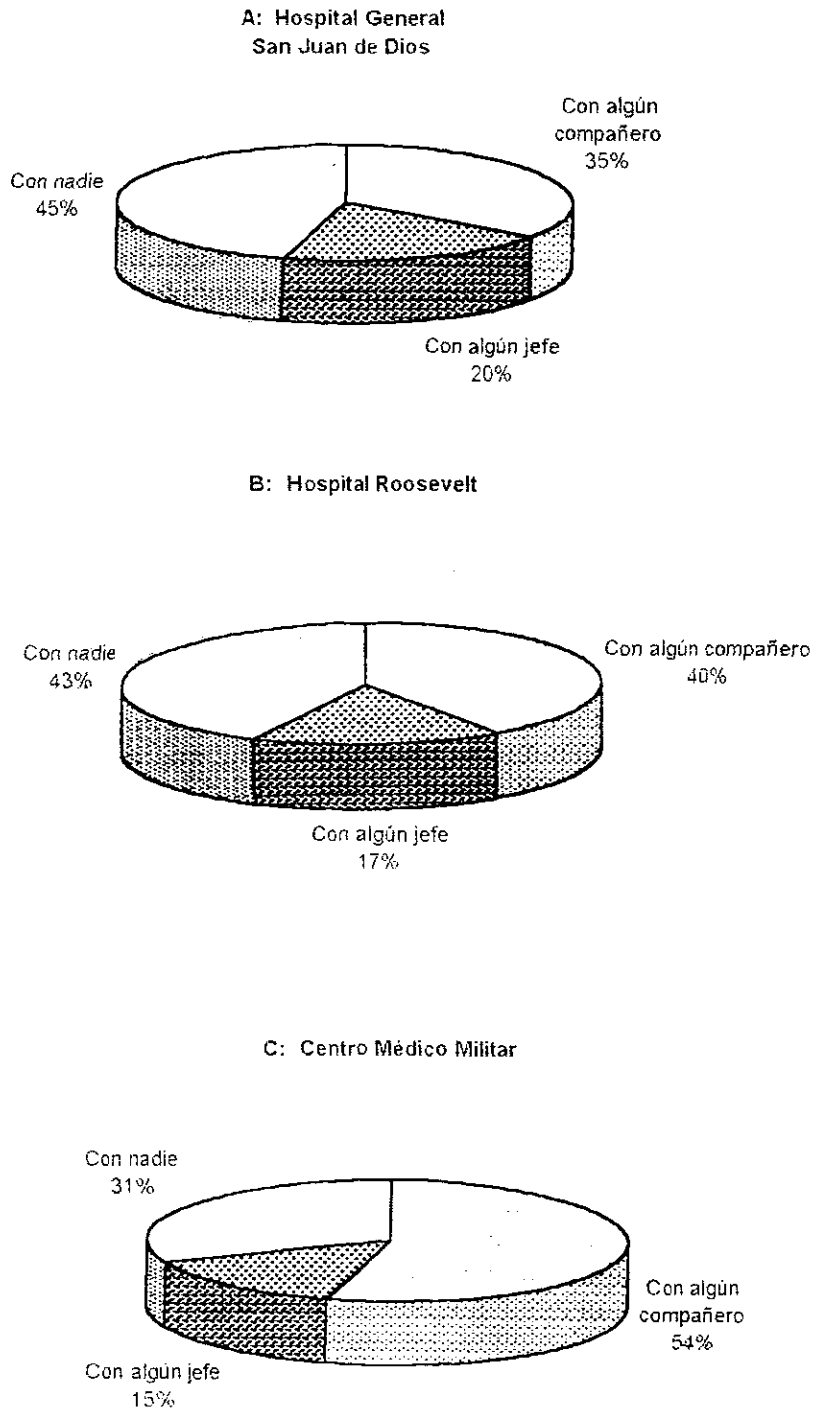 A: Hospital General
San Juan de Dios
Con algún
compañero
35%
Con nadie
45%
Con algún jefe
20%
B: Hospital Roosevelt
Con nadie
43%
Con algún compañero
40%
Con algún jefe
17%
C: Centro Médico Militar
Con nadie
31%
Con algún
compañero
54%
Con algún jefe
15%